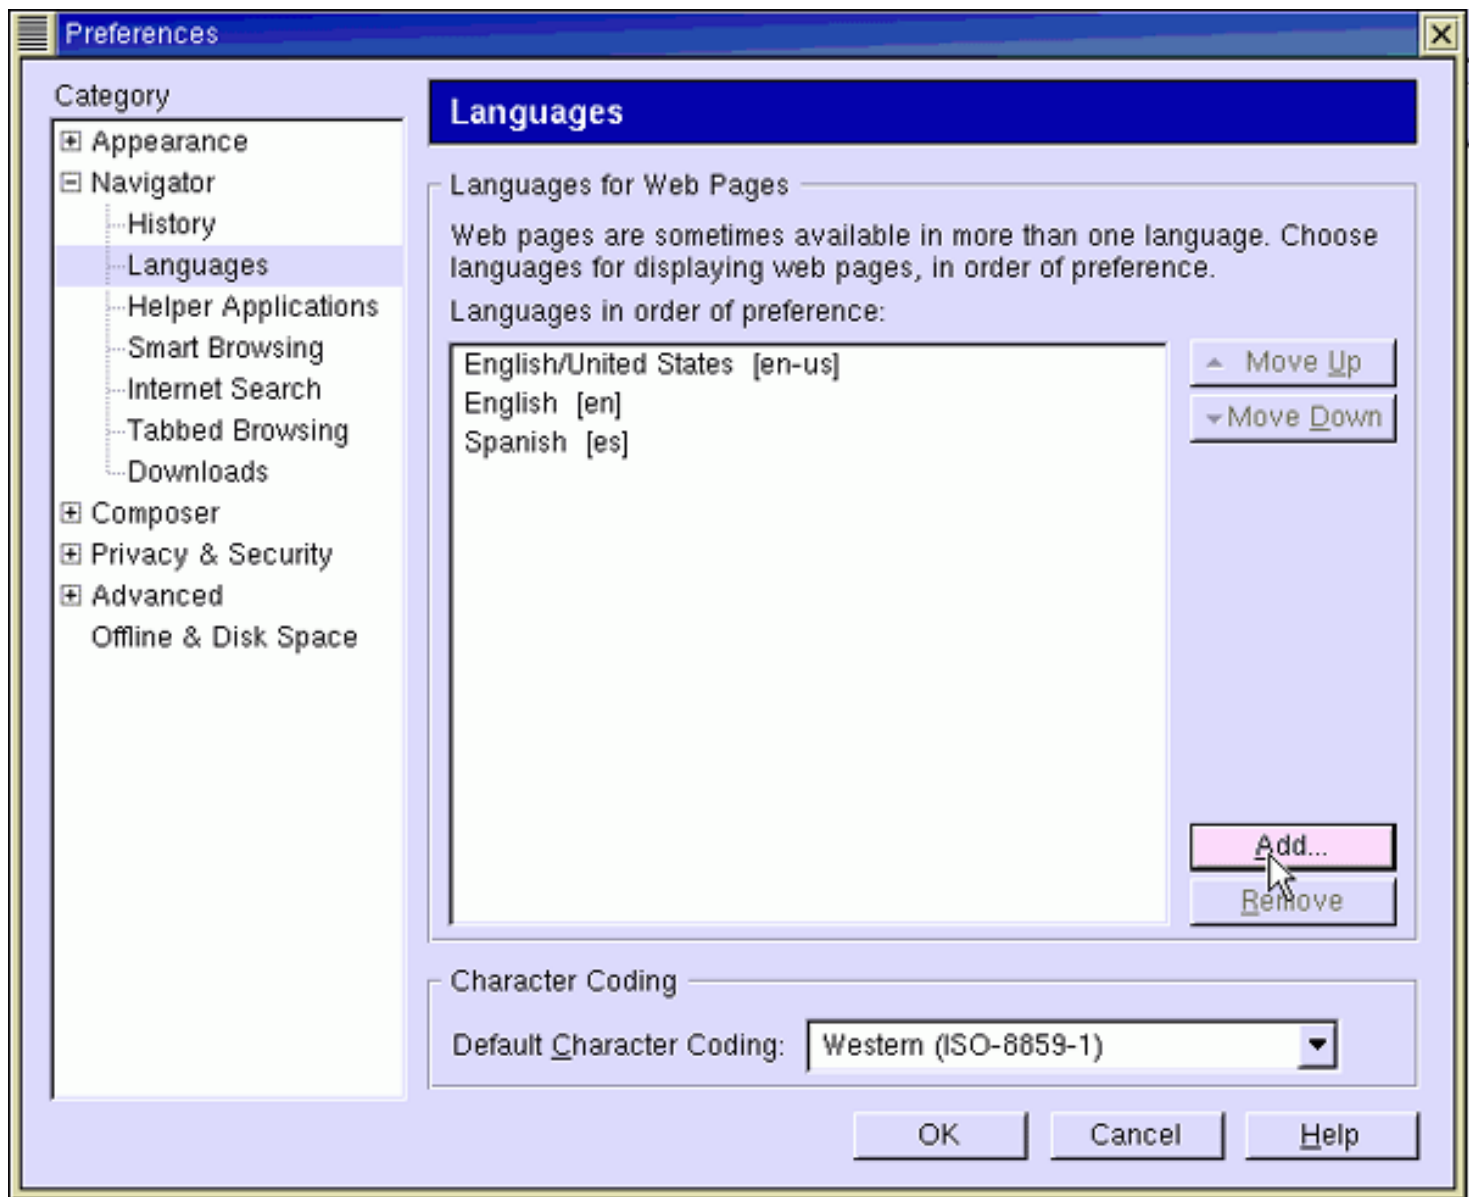 Preferences
Category
Appearance
Navigator
History
Languages
Helper Applications
Smart Browsing
Internet Search
Tabbed Browsing
Downloads
Composer
Privacy & Security
Advanced
Offline & Disk Space
Languages
Languages for Web Pages
Web pages are sometimes available in more than one language. Choose
languages for displaying web pages, in order of preference.
Languages in order of preference:
English/United States [en-us]
English [en]
Spanish [es]
Move Up
Move Down
Add...
Remove
Character Coding
Default Character Coding: Western (ISO-8859-1)
OK Cancel Help